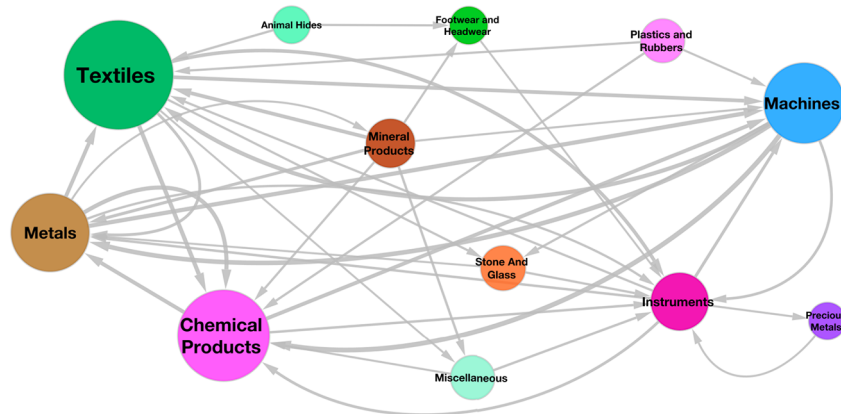 Animal Hides
Footwear and
Headwear
Plastics and
Rubbers
Textiles
Machines
Mineral
Products
Metals
Stone And
Glass
Instruments
Precious
Metals
Chemical
Products
Miscellaneous